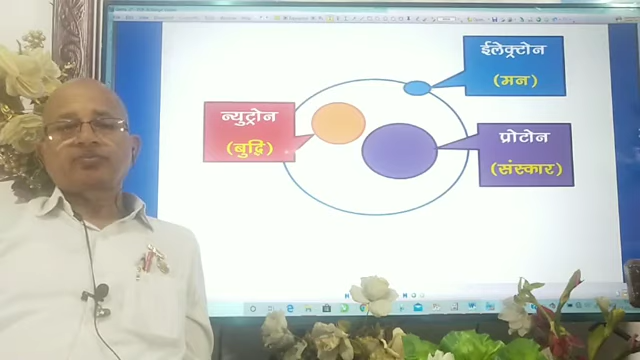 ईलेक्ट्रोन
(मन)
न्युट्रोन
(बुद्धि)
प्रोटोन
(संस्कार)